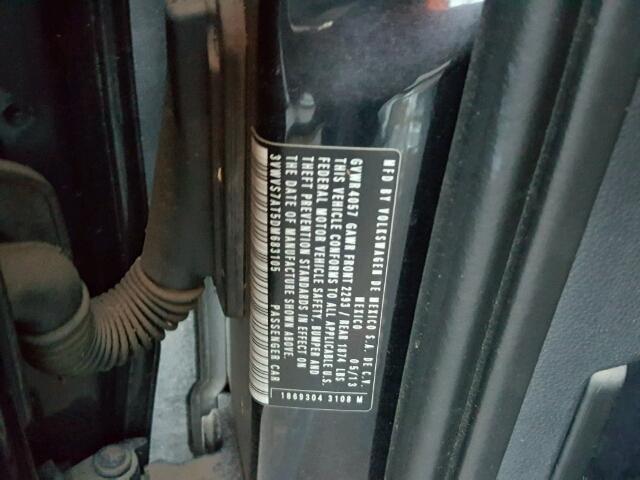 MFD BY VOLKSWAGEN DE MEXICO S.A. DE C.V.
MEXICO 05/13
GVWR 4057 GAWR FRONT 2293 / REAR 1874 LBS
THIS VEHICLE CONFORMS TO ALL APPLICABLE U.S.
FEDERAL MOTOR VEHICLE SAFETY, BUMPER AND
THEFT PREVENTION STANDARDS IN EFFECT ON
THE DATE OF MANUFACTURE SHOWN ABOVE.
PASSENGER CAR
1869304 3108 M